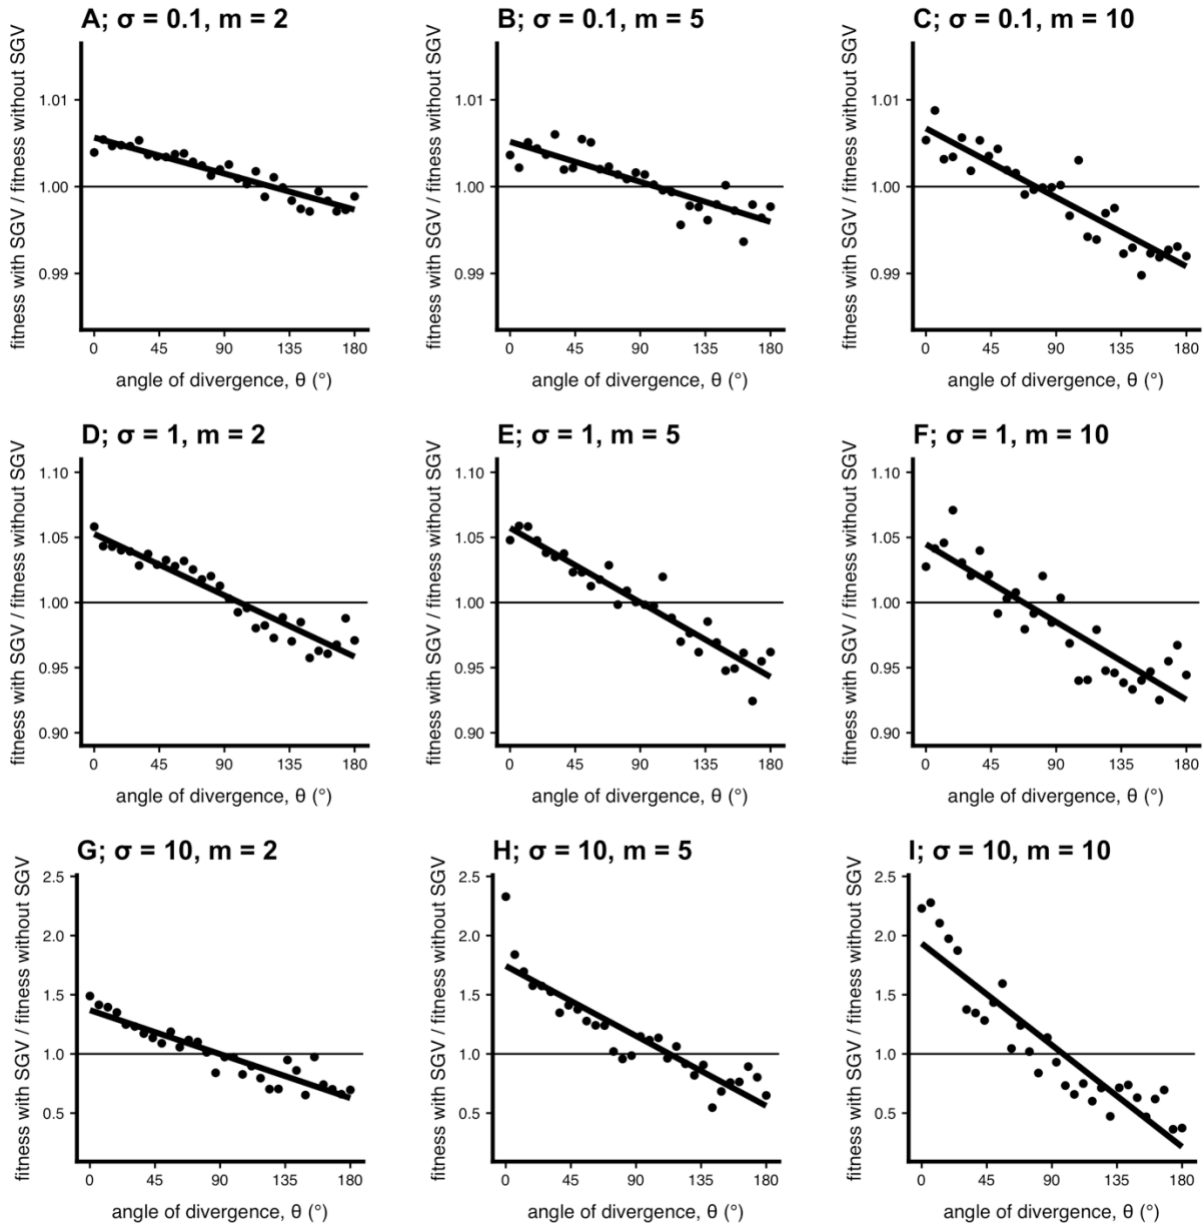 A; σ = 0.1, m = 2
fitness with SGV / fitness without SGV
1.01
1.00
0.99
0 45 90 135 180
angle of divergence, θ (°)
B; σ = 0.1, m = 5
fitness with SGV / fitness without SGV
1.01
1.00
0.99
0 45 90 135 180
angle of divergence, θ (°)
C; σ = 0.1, m = 10
fitness with SGV / fitness without SGV
1.01
1.00
0.99
0 45 90 135 180
angle of divergence, θ (°)
D; σ = 1, m = 2
fitness with SGV / fitness without SGV
1.10
1.05
1.00
0.95
0.90
0 45 90 135 180
angle of divergence, θ (°)
E; σ = 1, m = 5
fitness with SGV / fitness without SGV
1.10
1.05
1.00
0.95
0.90
0 45 90 135 180
angle of divergence, θ (°)
F; σ = 1, m = 10
fitness with SGV / fitness without SGV
1.10
1.05
1.00
0.95
0.90
0 45 90 135 180
angle of divergence, θ (°)
G; σ = 10, m = 2
fitness with SGV / fitness without SGV
2.5
2.0
1.5
1.0
0.5
0 45 90 135 180
angle of divergence, θ (°)
H; σ = 10, m = 5
fitness with SGV / fitness without SGV
2.5
2.0
1.5
1.0
0.5
0 45 90 135 180
angle of divergence, θ (°)
I; σ = 10, m = 10
fitness with SGV / fitness without SGV
2.5
2.0
1.5
1.0
0.5
0 45 90 135 180
angle of divergence, θ (°)